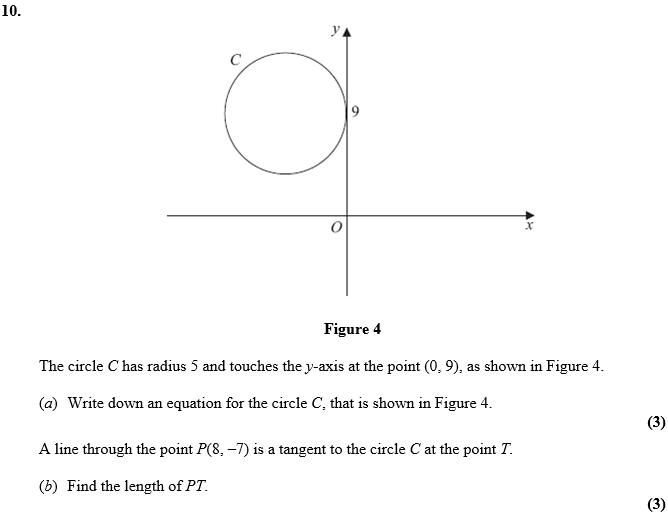 10.
y
C
9
O
x
Figure 4
The circle C has radius 5 and touches the y-axis at the point (0, 9), as shown in Figure 4.
(a) Write down an equation for the circle C, that is shown in Figure 4.
(3)
A line through the point P(8, –7) is a tangent to the circle C at the point T.
(b) Find the length of PT.
(3)